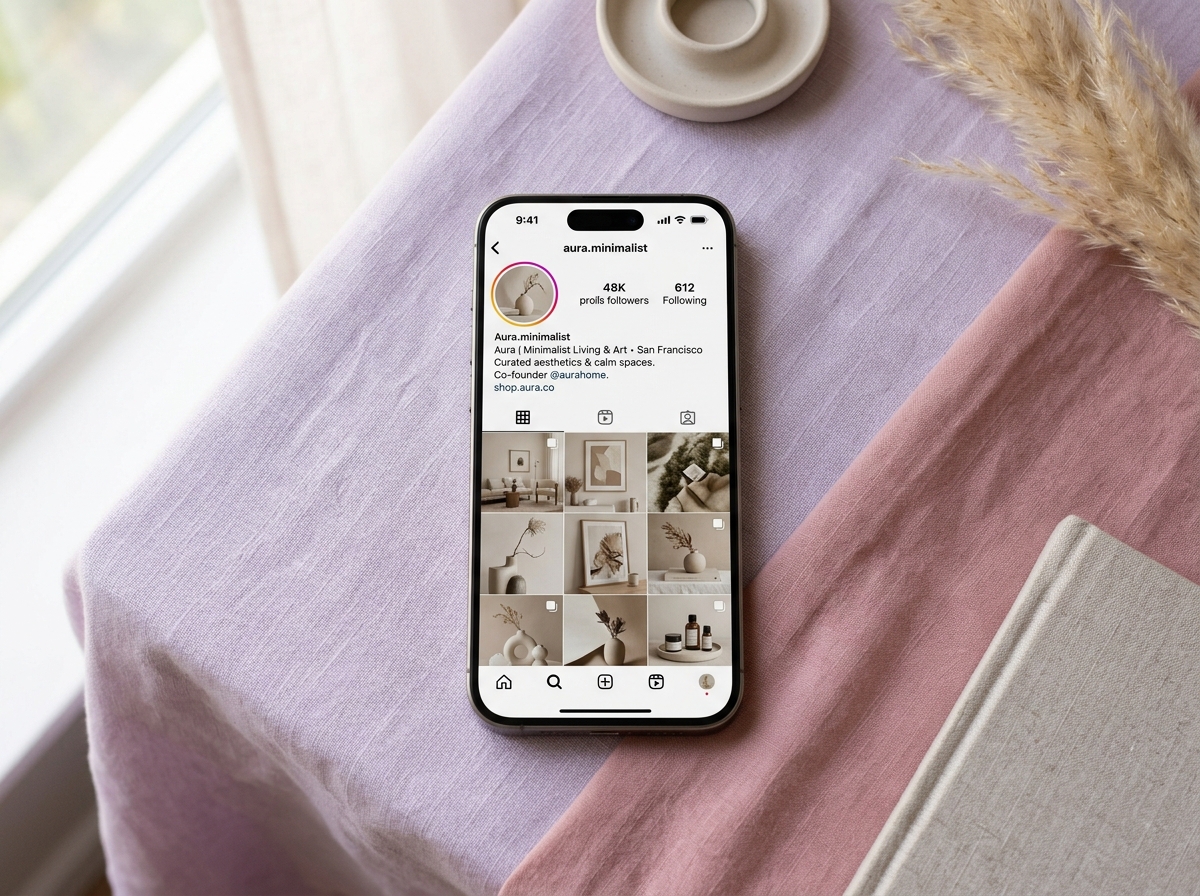 9:41
aura.minimalist
48K
prolls followers
612
Following
Aura.minimalist
Aura ( Minimalist Living & Art • San Francisco
Curated aesthetics & calm spaces.
Co-founder @aurahome.
shop.aura.co